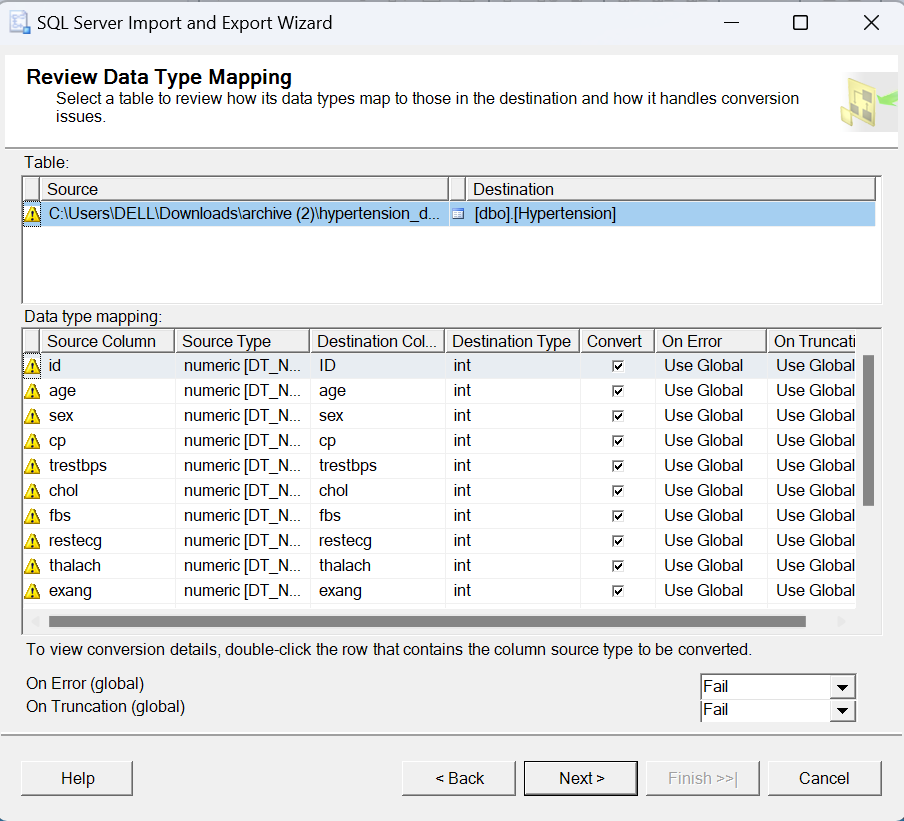 SQL Server Import and Export Wizard
Review Data Type Mapping
Select a table to review how its data types map to those in the destination and how it handles conversion
issues.
Table:
Source Destination
C:\Users\DELL\Downloads\archive (2)\hypertension_d... [dbo].[Hypertension]
Data type mapping:
Source Column Source Type Destination Col... Destination Type Convert On Error On Truncati
id numeric [DT_N... ID int Use Global Use Global
age numeric [DT_N... age int Use Global Use Global
sex numeric [DT_N... sex int Use Global Use Global
cp numeric [DT_N... cp int Use Global Use Global
trestbps numeric [DT_N... trestbps int Use Global Use Global
chol numeric [DT_N... chol int Use Global Use Global
fbs numeric [DT_N... fbs int Use Global Use Global
restecg numeric [DT_N... restecg int Use Global Use Global
thalach numeric [DT_N... thalach int Use Global Use Global
exang numeric [DT_N... exang int Use Global Use Global
To view conversion details, double-click the row that contains the column source type to be converted.
On Error (global) Fail
On Truncation (global) Fail
Help < Back Next > Finish >>| Cancel